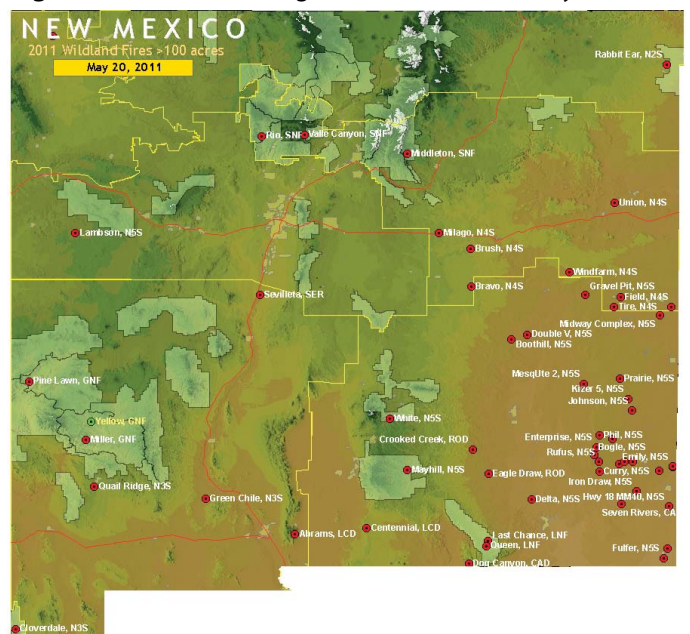 NEW MEXICO
2011 Wildland Fires >100 acres
May 20, 2011
Rabbit Ear, N2S
Rio, SNF
Valle Canyon, SNF
Middleton, SNF
Union, N4S
Lambson, N5S
Milago, N4S
Brush, N4S
Windfarm, N4S
Bravo, N4S
Gravel Pit, N5S
Sevilleta, SER
Field, N4S
Tire, N4S
Midway Complex, N5S
Double V, N5S
Boothill, N5S
MesqUte 2, N5S
Pine Lawn, GNF
Prairie, N5S
Kizer 5, N5S
Johnson, N5S
Yellow, GNF
White, N5S
Miller, GNF
Enterprise, N5S
Phil, N5S
Crooked Creek, ROD
Bogle, N5S
Rufus, N5S
Emily, N5S
Mayhill, N5S
Eagle Draw, ROD
Curry, N5S
Iron Draw, N5S
Quail Ridge, N3S
Green Chile, N3S
Delta, N5S
Hwy 18 MM40, N5S
Seven Rivers, CA
Abrams, LCD
Centennial, LCD
Last Chance, LNF
Queen, LNF
Fulfer, N5S
Dog Canyon, CAD
Cloverdale, N3S